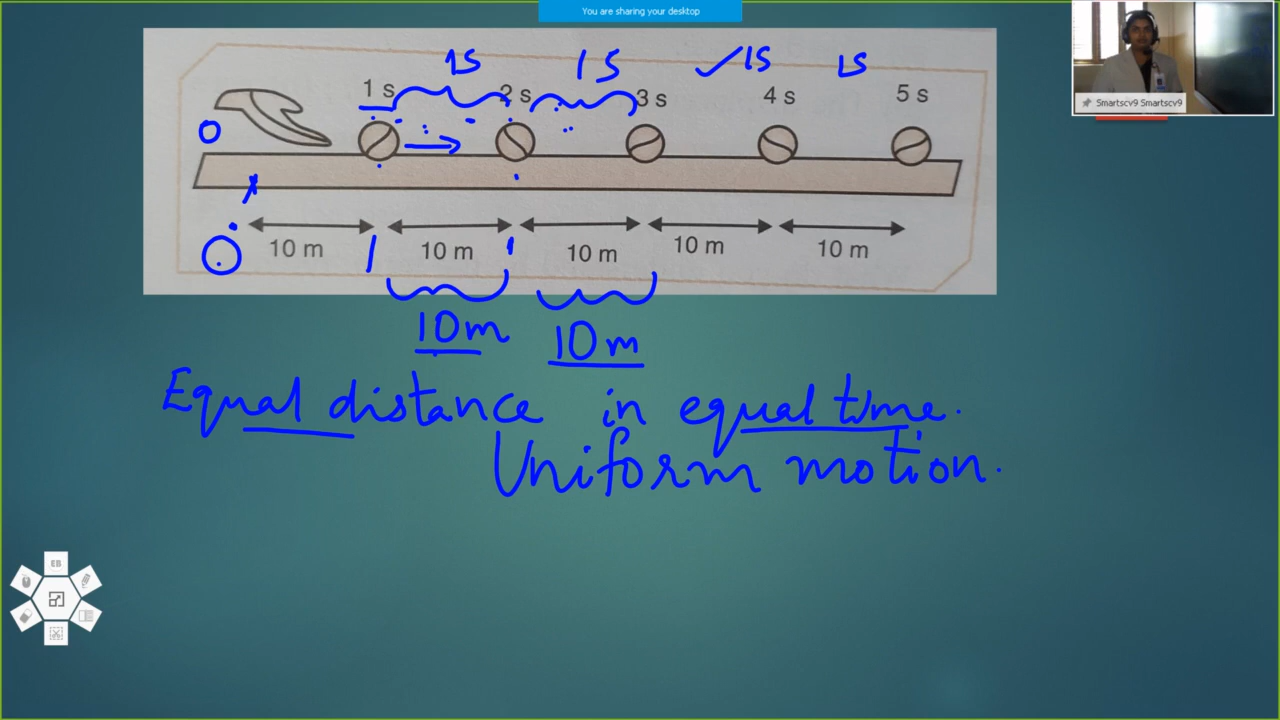 You are sharing your desktop
1s 1s 1s 1s
1 s 2 s 3 s 4 s 5 s
0
10 m 10 m 10 m 10 m 10 m
10m 10m
Equal distance in equal time.
Uniform motion.
Smartscv9 Smartscv9
EB